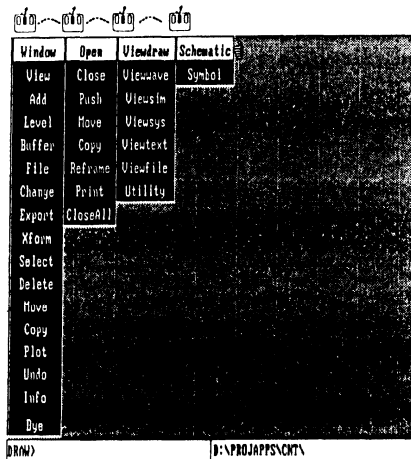 Window Open Viewdraw Schematic
View Close Viewwave Symbol
Add Push Viewsim
Level Move Viewsys
Buffer Copy Viewtext
File Reframe Viewfile
Change Print Utility
Export CloseAll
Xform
Select
Delete
Move
Copy
Plot
Undo
Info
Bye
DRAW> D:\PROJAPPS\CNT\